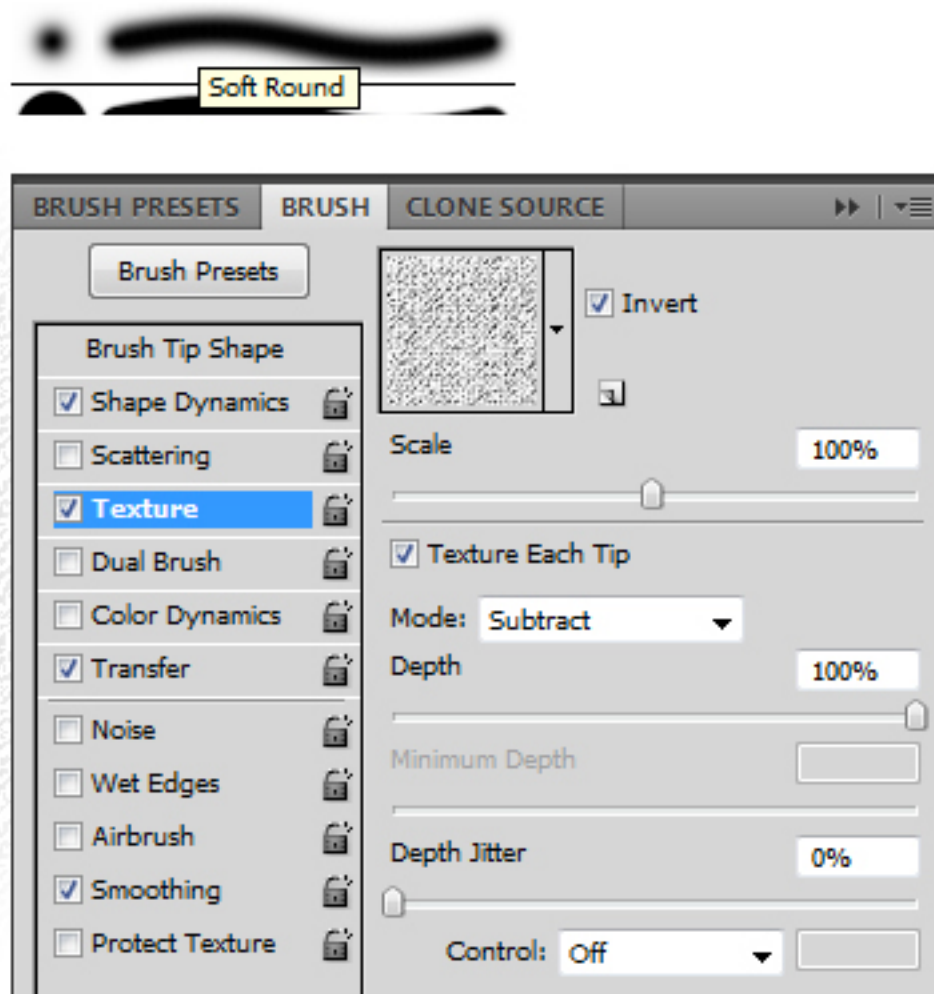 Soft Round
BRUSH PRESETS BRUSH CLONE SOURCE
Brush Presets
Invert
Brush Tip Shape
Shape Dynamics
Scattering
Scale 100%
Texture
Texture Each Tip
Dual Brush
Color Dynamics
Mode: Subtract
Transfer
Depth 100%
Noise
Minimum Depth
Wet Edges
Airbrush
Depth Jitter 0%
Smoothing
Protect Texture
Control: Off